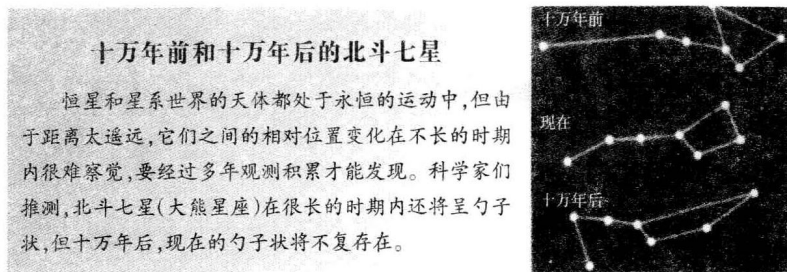 十万年前和十万年后的北斗七星
恒星和星系世界的天体都处于永恒的运动中,但由
于距离太遥远,它们之间的相对位置变化在不长的时期
内很难察觉,要经过多年观测积累才能发现。科学家们
推测,北斗七星(大熊星座)在很长的时期内还将呈勺子
状,但十万年后,现在的勺子状将不复存在。
十万年前
现在
十万年后